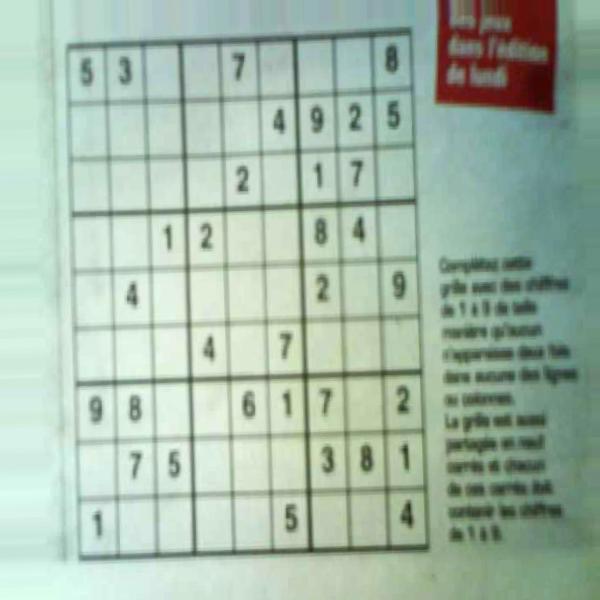 5 3 7 8
4 9 2 5
2 1 7
1 2 8 4
4 2 9
4 7
9 8 6 1 7 2
7 5 3 8 1
1 5 4
Les jeux
dans l'édition
de lundi
Complétez cette
grille avec des chiffres
de 1 à 9 de telle
manière qu'aucun
n'apparaisse deux fois
dans aucune des lignes
ou colonnes.
La grille est aussi
partagée en neuf
carrés et chacun
de ces carrés doit
contenir les chiffres
de 1 à 9.